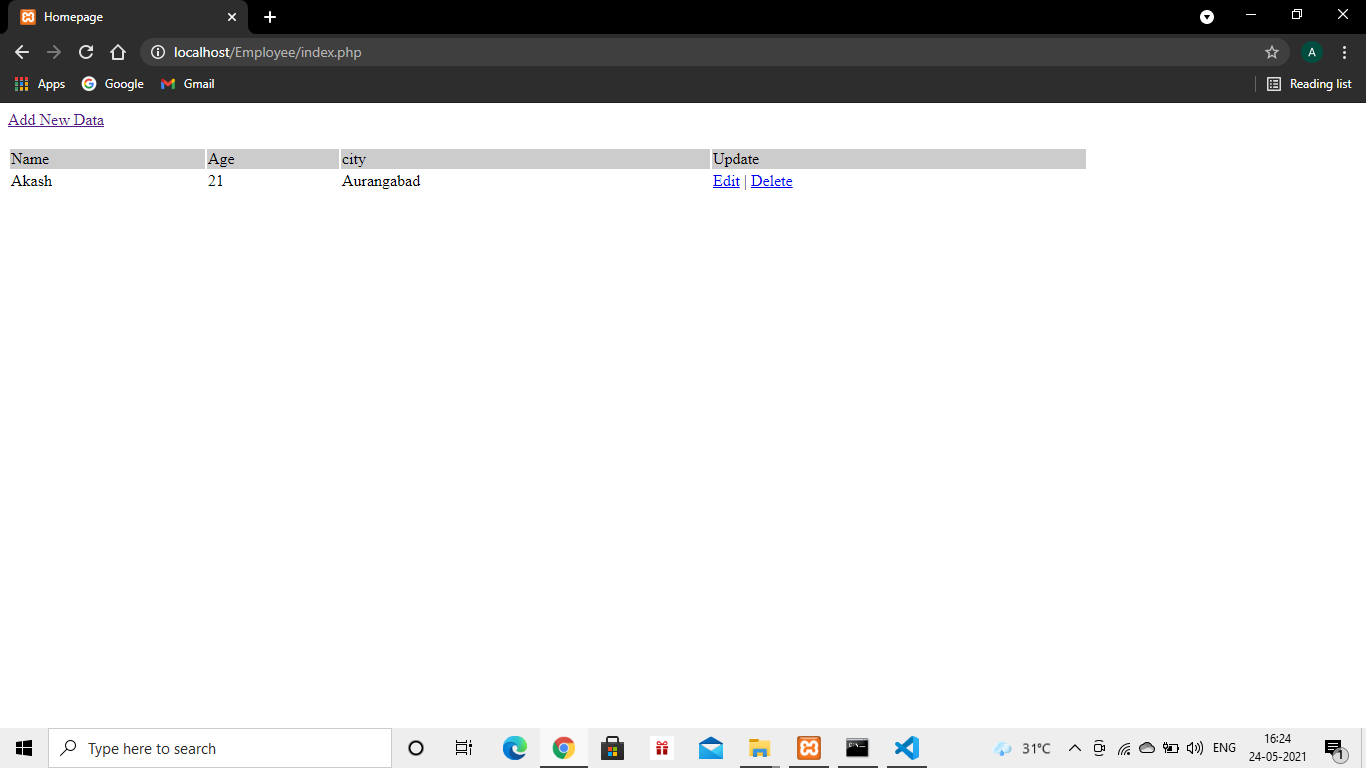 Homepage
localhost/Employee/index.php
A
Apps Google Gmail Reading list
Add New Data
Name Age city Update
Akash 21 Aurangabad Edit | Delete
Type here to search
31°C ENG
16:24
24-05-2021
1